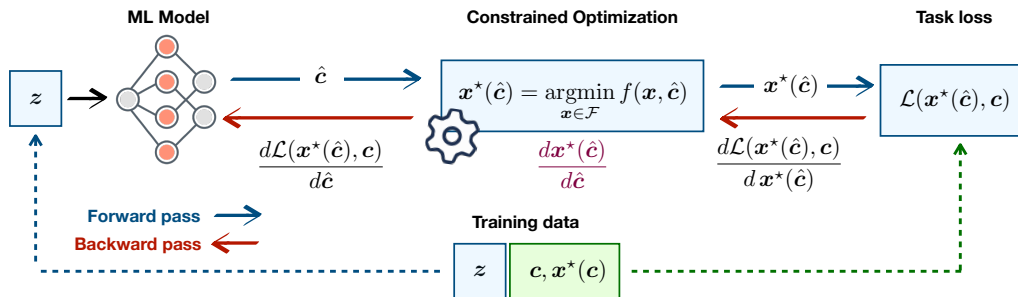 ML Model
Constrained Optimization
Task loss
z
ĉ
x⋆(ĉ) = argmin f(x, ĉ)
x∈F
x⋆(ĉ)
L(x⋆(ĉ), c)
dL(x⋆(ĉ), c)
dĉ
dx⋆(ĉ)
dĉ
dL(x⋆(ĉ), c)
d x⋆(ĉ)
Forward pass
Backward pass
Training data
z
c, x⋆(c)